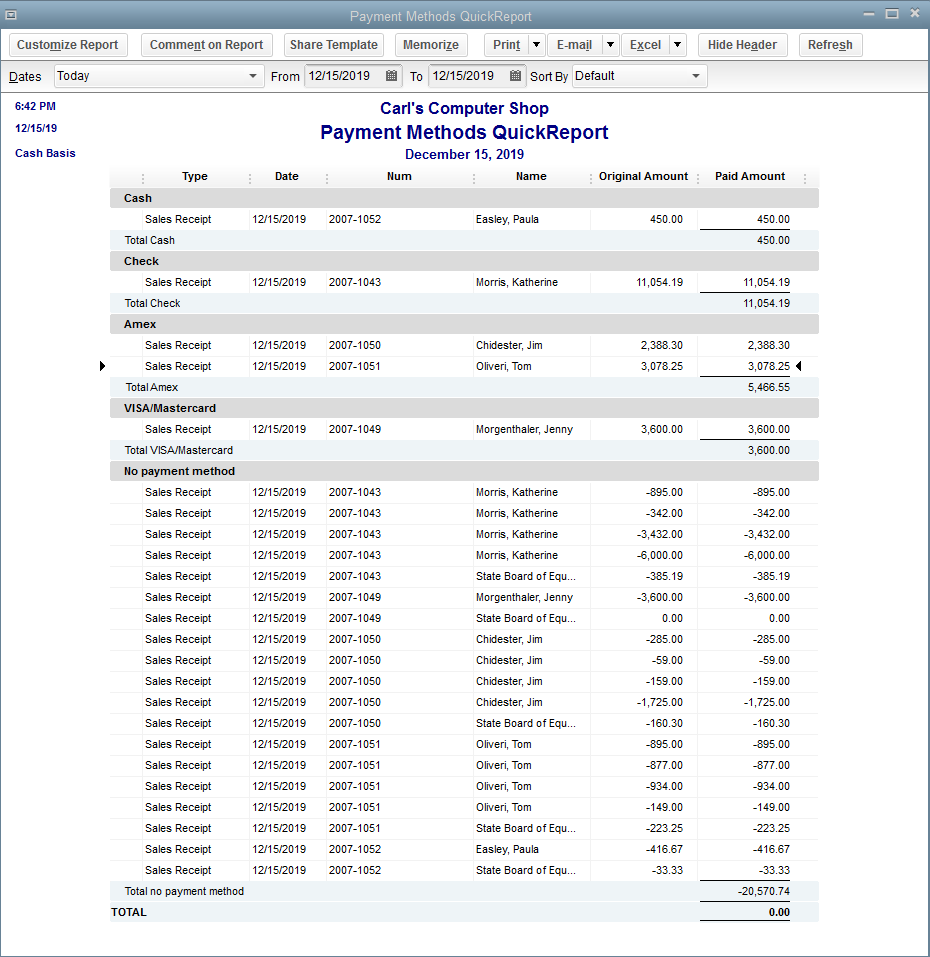 Payment Methods QuickReport
Customize Report Comment on Report Share Template Memorize Print E-mail Excel Hide Header Refresh
Dates Today From 12/15/2019 To 12/15/2019 Sort By Default
6:42 PM Carl's Computer Shop
12/15/19 Payment Methods QuickReport
Cash Basis December 15, 2019
Type Date Num Name Original Amount Paid Amount
Cash
Sales Receipt 12/15/2019 2007-1052 Easley, Paula 450.00 450.00
Total Cash 450.00
Check
Sales Receipt 12/15/2019 2007-1043 Morris, Katherine 11,054.19 11,054.19
Total Check 11,054.19
Amex
Sales Receipt 12/15/2019 2007-1050 Chidester, Jim 2,388.30 2,388.30
Sales Receipt 12/15/2019 2007-1051 Oliveri, Tom 3,078.25 3,078.25
Total Amex 5,466.55
VISA/Mastercard
Sales Receipt 12/15/2019 2007-1049 Morgenthaler, Jenny 3,600.00 3,600.00
Total VISA/Mastercard 3,600.00
No payment method
Sales Receipt 12/15/2019 2007-1043 Morris, Katherine -895.00 -895.00
Sales Receipt 12/15/2019 2007-1043 Morris, Katherine -342.00 -342.00
Sales Receipt 12/15/2019 2007-1043 Morris, Katherine -3,432.00 -3,432.00
Sales Receipt 12/15/2019 2007-1043 Morris, Katherine -6,000.00 -6,000.00
Sales Receipt 12/15/2019 2007-1043 State Board of Equ... -385.19 -385.19
Sales Receipt 12/15/2019 2007-1049 Morgenthaler, Jenny -3,600.00 -3,600.00
Sales Receipt 12/15/2019 2007-1049 State Board of Equ... 0.00 0.00
Sales Receipt 12/15/2019 2007-1050 Chidester, Jim -285.00 -285.00
Sales Receipt 12/15/2019 2007-1050 Chidester, Jim -59.00 -59.00
Sales Receipt 12/15/2019 2007-1050 Chidester, Jim -159.00 -159.00
Sales Receipt 12/15/2019 2007-1050 Chidester, Jim -1,725.00 -1,725.00
Sales Receipt 12/15/2019 2007-1050 State Board of Equ... -160.30 -160.30
Sales Receipt 12/15/2019 2007-1051 Oliveri, Tom -895.00 -895.00
Sales Receipt 12/15/2019 2007-1051 Oliveri, Tom -877.00 -877.00
Sales Receipt 12/15/2019 2007-1051 Oliveri, Tom -934.00 -934.00
Sales Receipt 12/15/2019 2007-1051 Oliveri, Tom -149.00 -149.00
Sales Receipt 12/15/2019 2007-1051 State Board of Equ... -223.25 -223.25
Sales Receipt 12/15/2019 2007-1052 Easley, Paula -416.67 -416.67
Sales Receipt 12/15/2019 2007-1052 State Board of Equ... -33.33 -33.33
Total no payment method -20,570.74
TOTAL 0.00